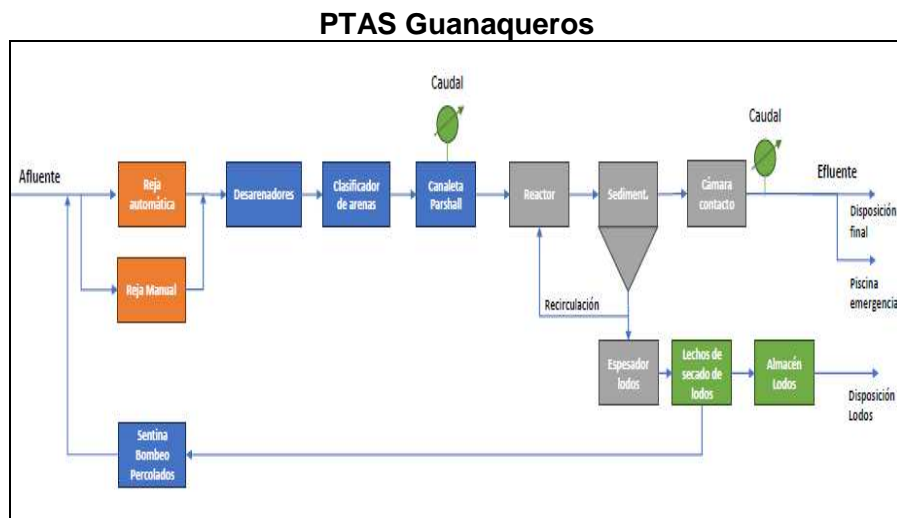 PTAS Guanaqueros
Caudal
Caudal
Afluente
Reja
automática
Desarenadores
Clasificador
de arenas
Canaleta
Parshall
Reactor
Sediment.
Cámara
contacto
Efluente
Disposición
final
Reja Manual
Piscina
emergencia
Recirculación
Espesador
lodos
Lechos de
secado de
lodos
Almacén
Lodos
Disposición
Lodos
Sentina
Bombeo
Percolados